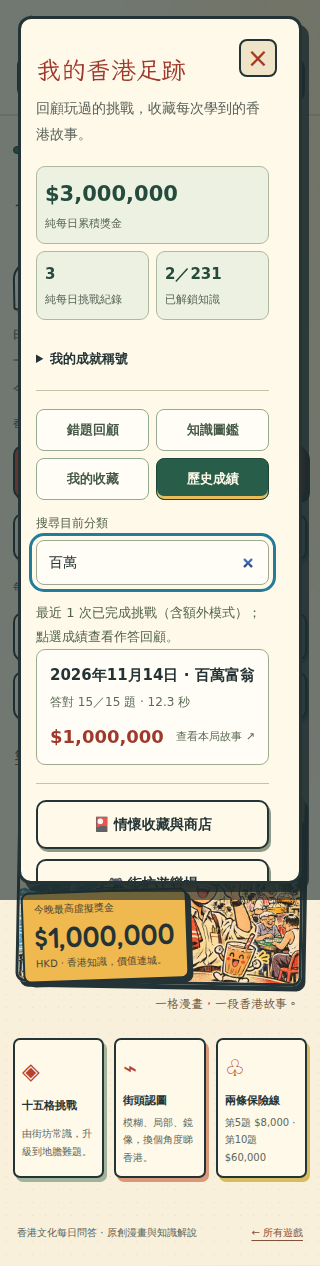 我的香港足跡
×
回顧玩過的挑戰，收藏每次學到的香
港故事。
$3,000,000
純每日累積獎金
3
純每日挑戰紀錄
2／231
已解鎖知識
▶ 我的成就稱號
錯題回顧
知識圖鑑
我的收藏
歷史成績
搜尋目前分類
百萬
×
最近 1 次已完成挑戰（含額外模式）；
點選成績查看作答回顧。
2026年11月14日 · 百萬富翁
答對 15／15 題 · 12.3 秒
$1,000,000
查看本局故事 ↗
🎴 情懷收藏與商店
今晚最高虛擬獎金
$1,000,000
HKD · 香港知識，價值連城。
一格漫畫，一段香港故事。
十五格挑戰
由街坊常識，升
級到地膽難題。
街頭認圖
模糊、局部、鏡
像，換個角度睇
香港。
兩條保險線
第5題 $8,000 ·
第10題
$60,000
香港文化每日問答 · 原創漫畫與知識解說
← 所有遊戲